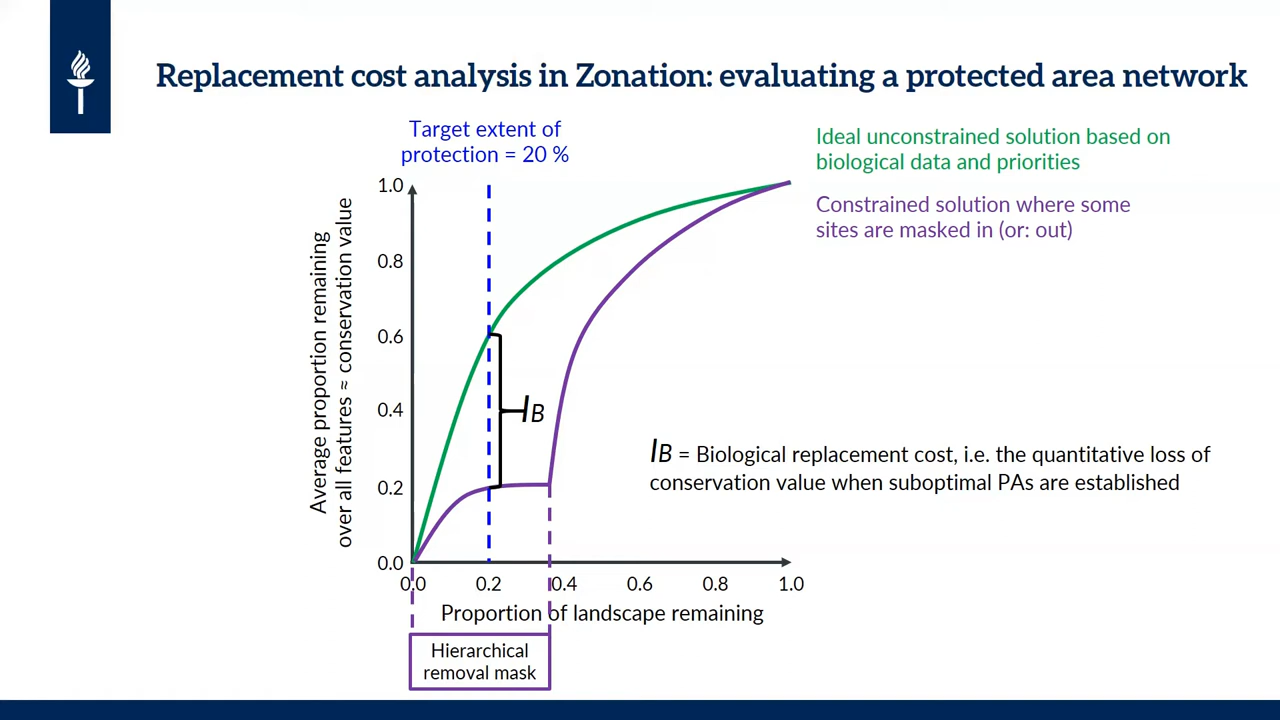 Replacement cost analysis in Zonation: evaluating a protected area network
Target extent of
protection = 20 %
Ideal unconstrained solution based on
biological data and priorities
Constrained solution where some
sites are masked in (or: out)
Average proportion remaining
over all features ≈ conservation value
1.0
0.8
0.6
0.4
0.2
0.0
IB
IB = Biological replacement cost, i.e. the quantitative loss of
conservation value when suboptimal PAs are established
0.0 0.2 0.4 0.6 0.8 1.0
Proportion of landscape remaining
Hierarchical
removal mask